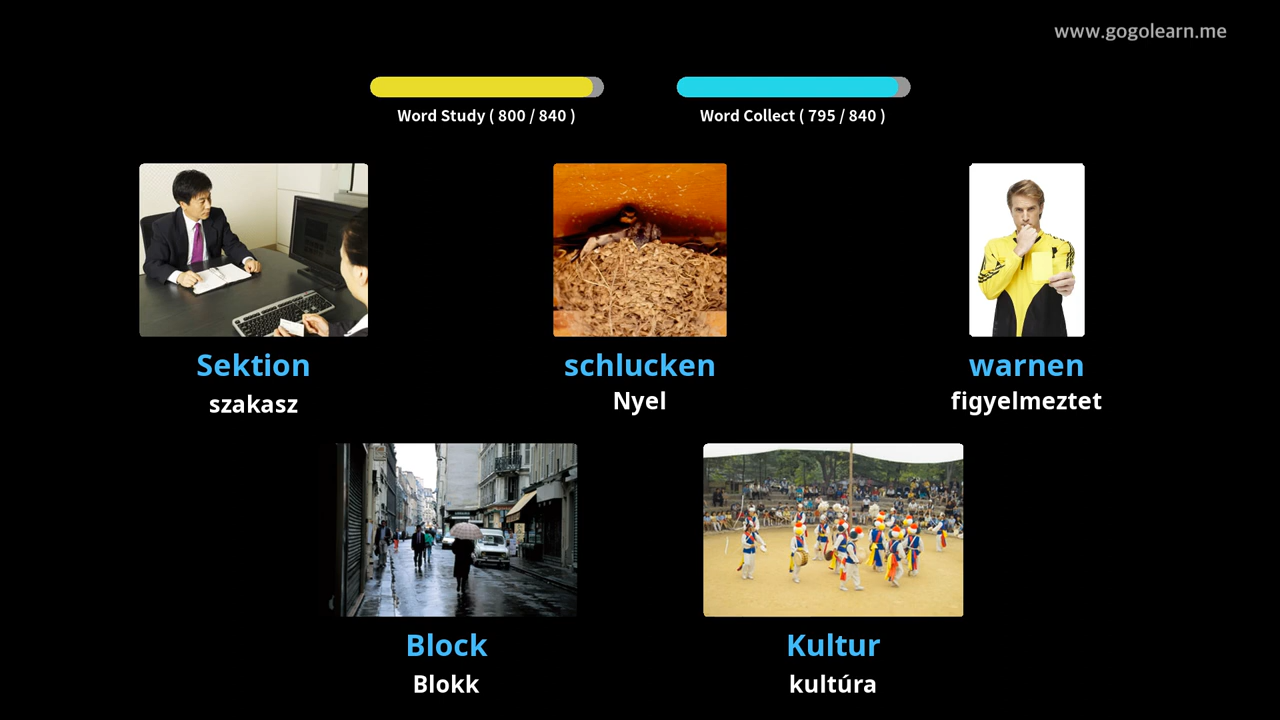 www.gogolearn.me
Word Study ( 800 / 840 )
Word Collect ( 795 / 840 )
Sektion
szakasz
schlucken
Nyel
warnen
figyelmeztet
Block
Blokk
Kultur
kultúra